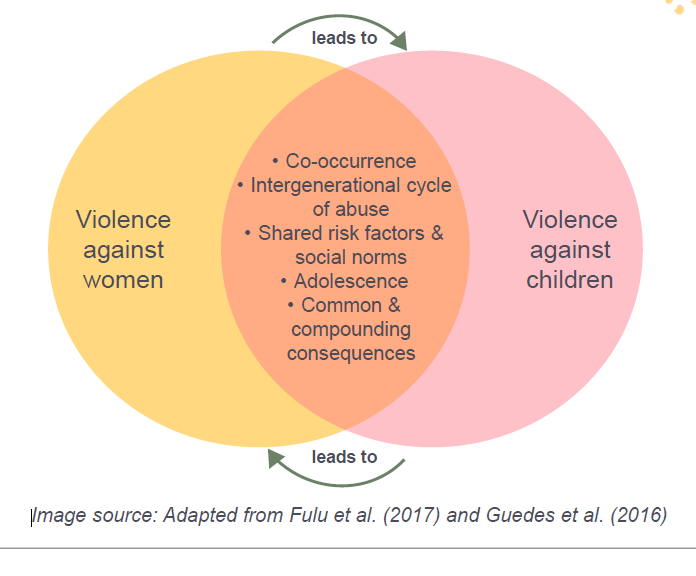 leads to
• Co-occurrence
• Intergenerational cycle
of abuse
• Shared risk factors &
social norms
• Adolescence
• Common &
compounding
consequences
Violence
against
women
Violence
against
children
leads to
Image source: Adapted from Fulu et al. (2017) and Guedes et al. (2016)